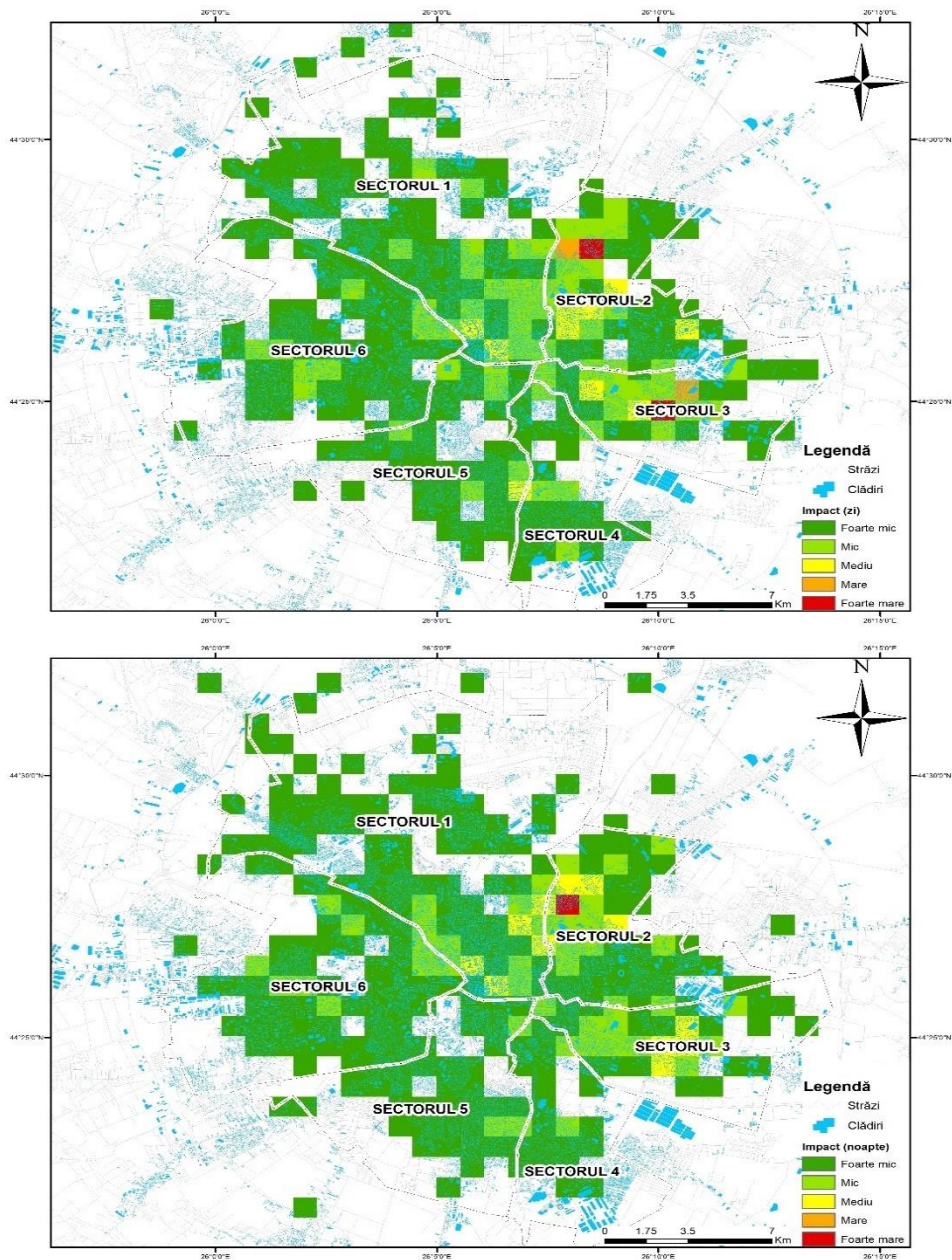 26°0'0"E 26°5'0"E 26°10'0"E 26°15'0"E
N
44°30'0"N 44°30'0"N
SECTORUL 1
SECTORUL 2
SECTORUL 6
SECTORUL 3
44°25'0"N 44°25'0"N
SECTORUL 5
SECTORUL 4
Legendă
Străzi
Clădiri
Impact (zi)
Foarte mic
Mic
Mediu
Mare
Foarte mare
0 1.75 3.5 7
Km
26°0'0"E 26°5'0"E 26°10'0"E 26°15'0"E
26°0'0"E 26°5'0"E 26°10'0"E 26°15'0"E
N
44°30'0"N 44°30'0"N
SECTORUL 1
SECTORUL 2
SECTORUL 6
SECTORUL 3
44°25'0"N 44°25'0"N
SECTORUL 5
SECTORUL 4
Legendă
Străzi
Clădiri
Impact (noapte)
Foarte mic
Mic
Mediu
Mare
Foarte mare
0 1.75 3.5 7
Km
26°0'0"E 26°5'0"E 26°10'0"E 26°15'0"E